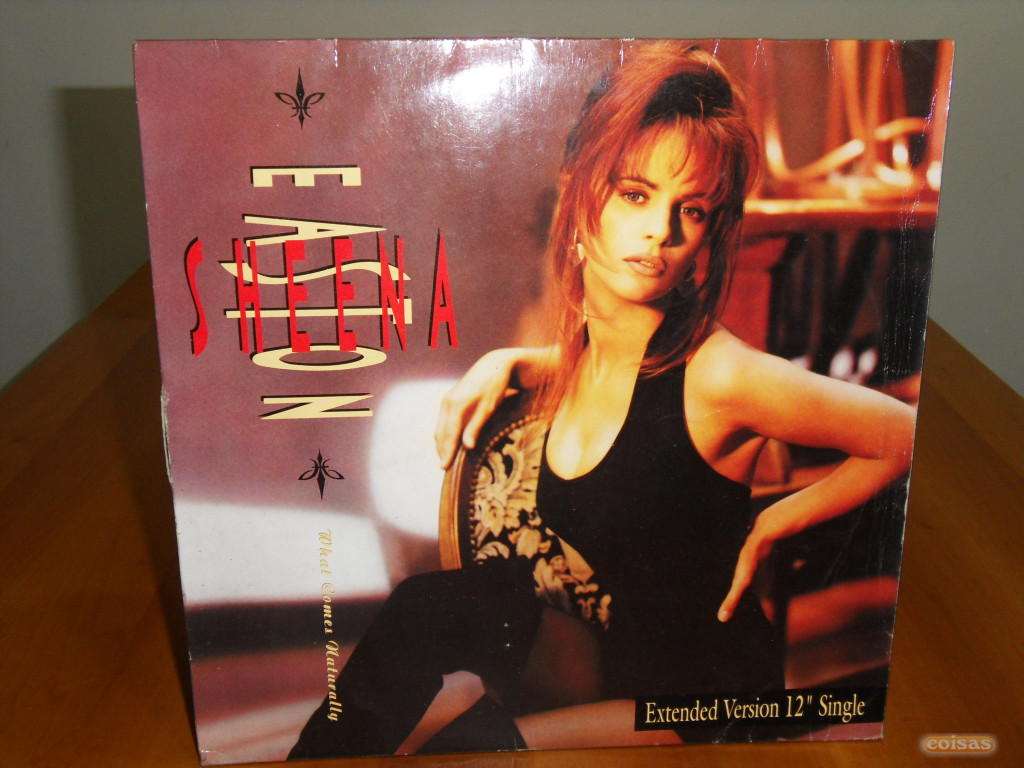 SHEENA
EASTON
What Comes Naturally
Extended Version 12" Single
coisas